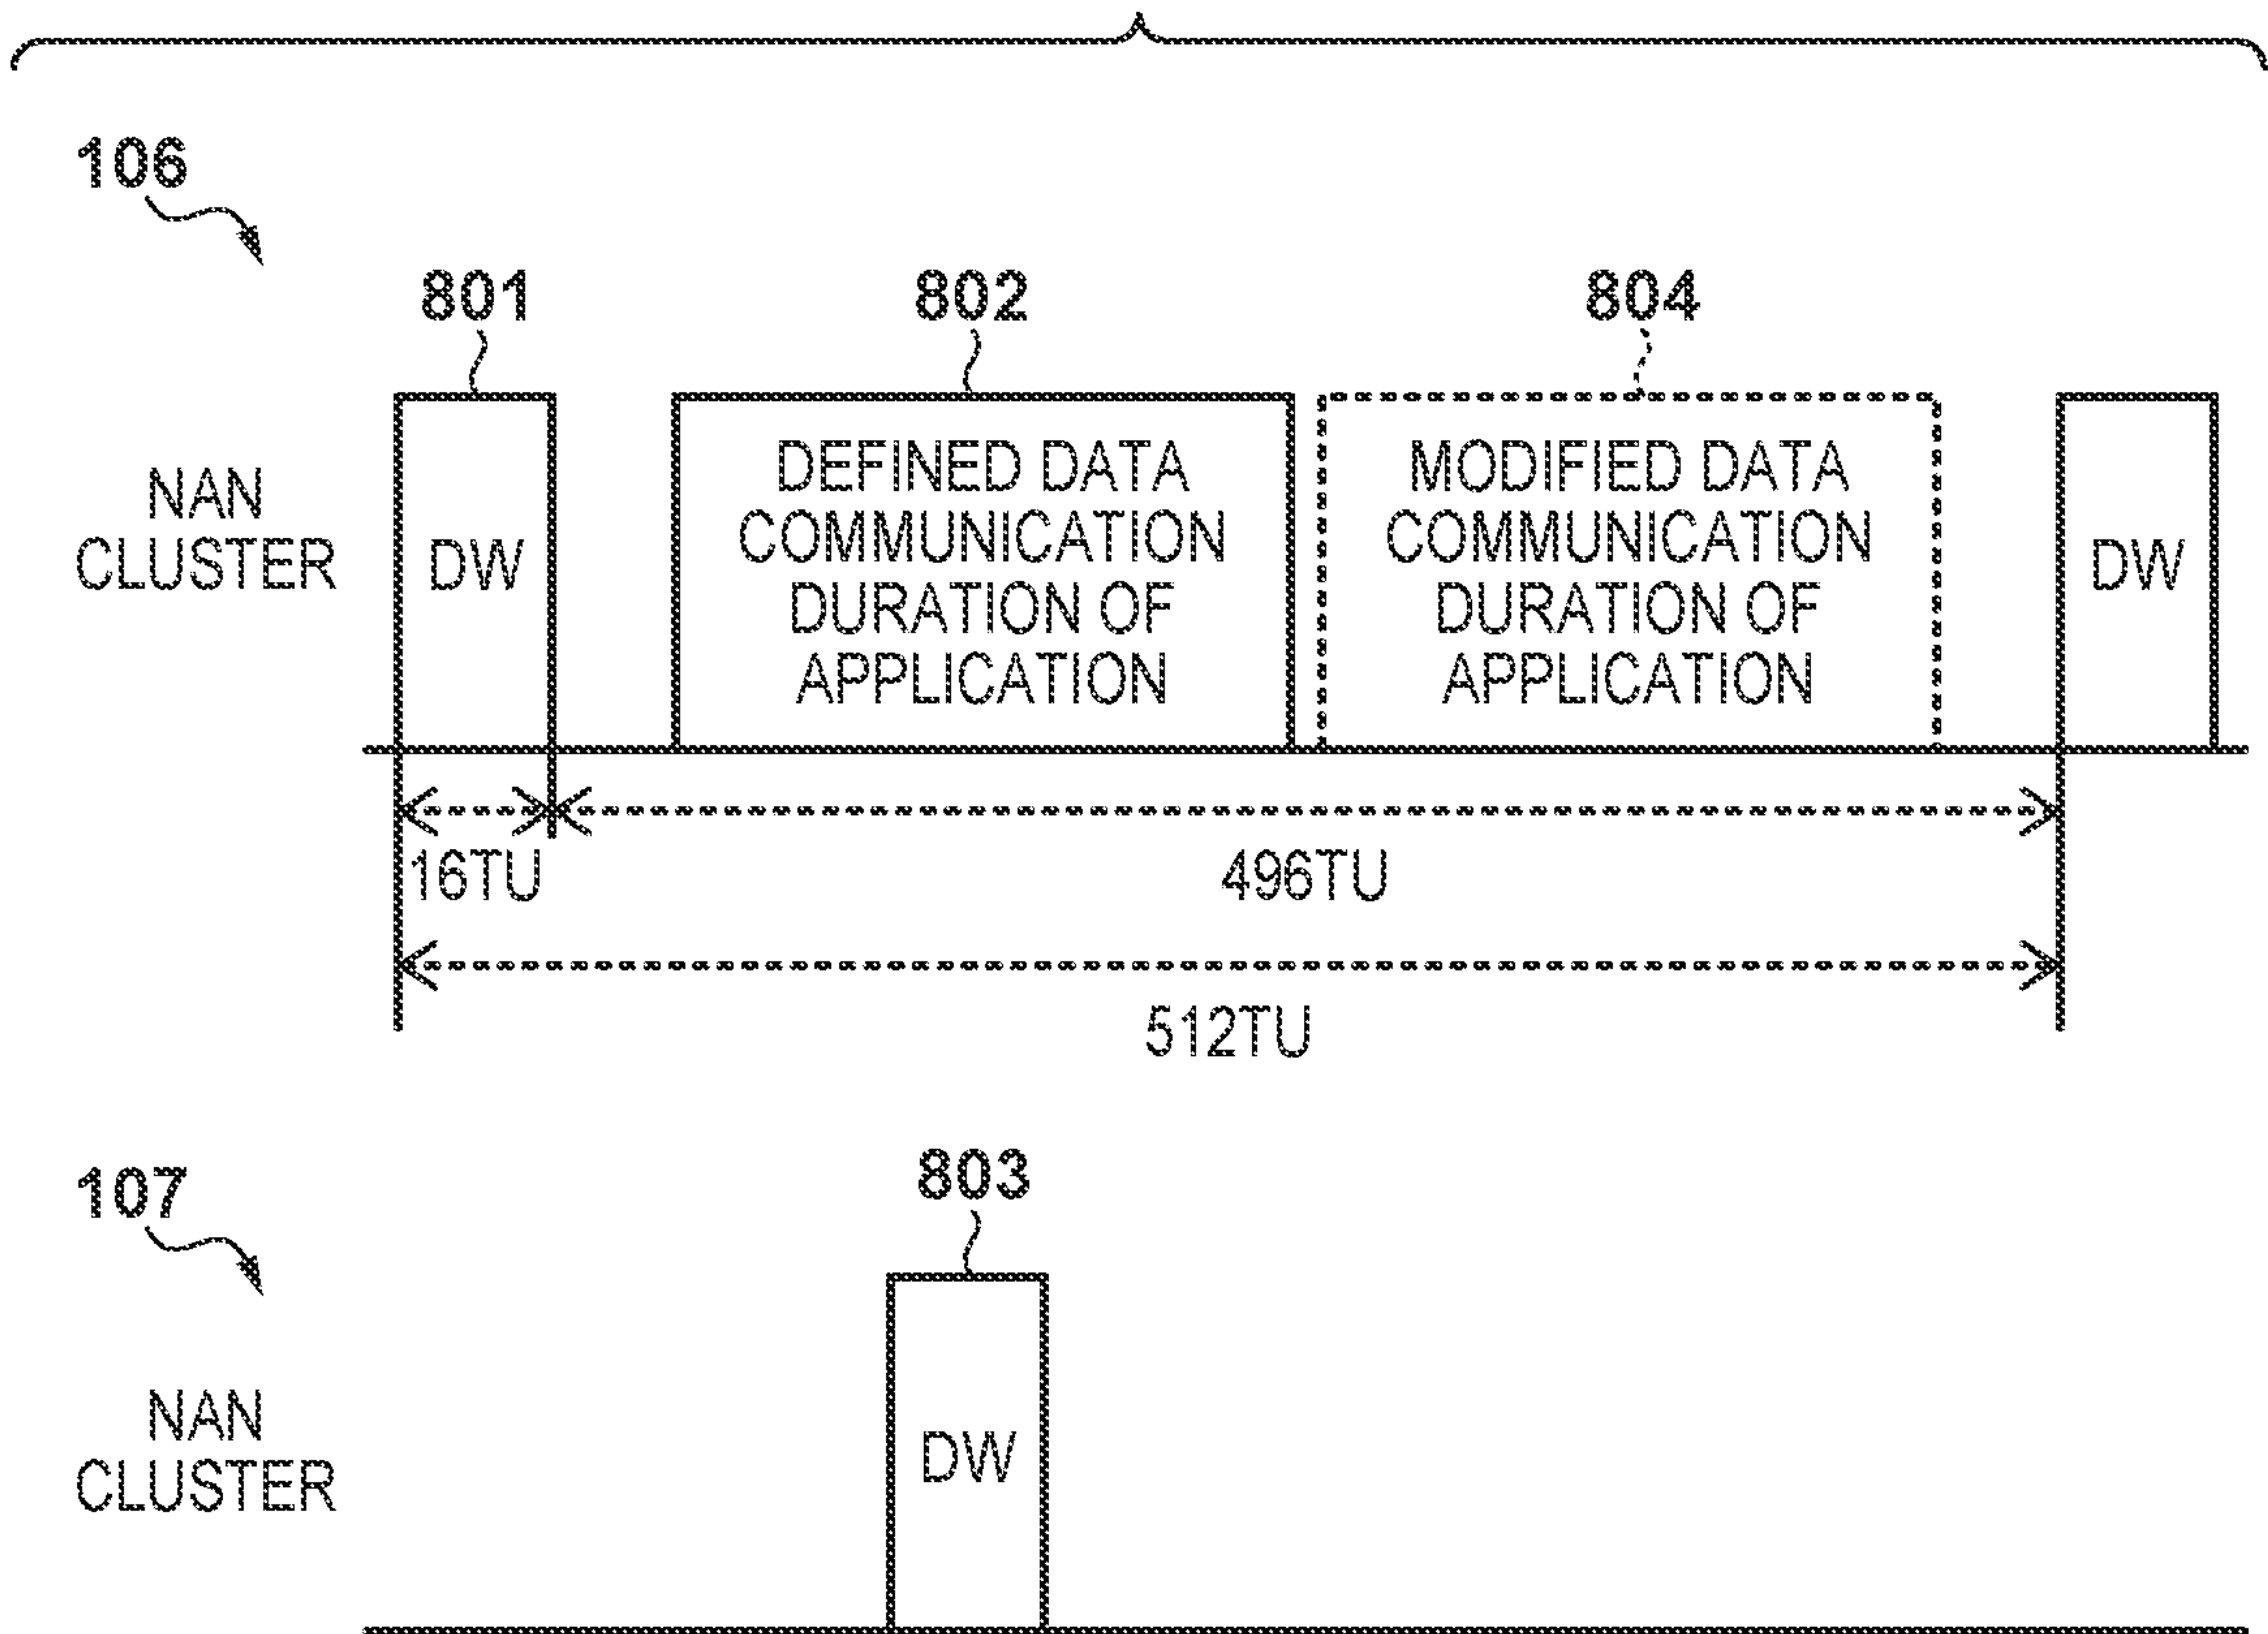 106
801
802
804
NAN
CLUSTER
DW
DEFINED DATA
COMMUNICATION
DURATION OF
APPLICATION
MODIFIED DATA
COMMUNICATION
DURATION OF
APPLICATION
DW
16TU
496TU
512TU
107
803
NAN
CLUSTER
DW